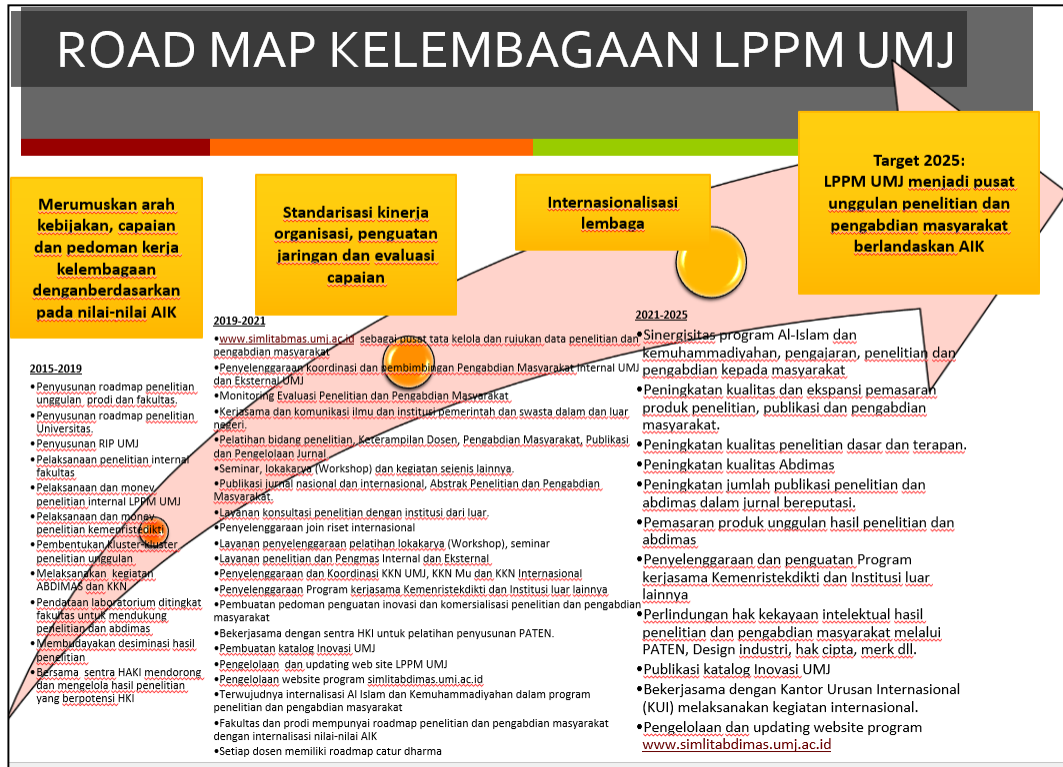 ROAD MAP KELEMBAGAAN LPPM UMJ
Merumuskan arah
kebijakan, capaian
dan pedoman kerja
kelembagaan
denganberdasarkan
pada nilai-nilai AIK
Standarisasi kinerja
organisasi, penguatan
jaringan dan evaluasi
capaian
Internasionalisasi
lembaga
Target 2025:
LPPM UMJ menjadi pusat
unggulan penelitian dan
pengabdian masyarakat
berlandaskan AIK
2015-2019
•Penyusunan roadmap penelitian
unggulan prodi dan fakultas.
•Penyusunan roadmap penelitian
Universitas.
•Penyusunan RIP UMJ
•Pelaksanaan penelitian internal
fakultas
•Pelaksanaan dan monev
penelitian internal LPPM UMJ
•Pelaksanaan dan monev
penelitian kemenristedikti
•Pembentukan Kluster-kluster
penelitian unggulan
•Melaksanakan kegiatan
ABDIMAS dan KKN
•Pendataan laboratorium ditingkat
fakultas untuk mendukung
penelitian dan abdimas
•Membudayakan desiminasi hasil
penelitian
•Bersama sentra HAKI mendorong
dan mengelola hasil penelitian
yang berpotensi HKI
2019-2021
•www.simlitabmas.umj.ac.id sebagai pusat tata kelola dan rujukan data penelitian dan
pengabdian masyarakat
•Penyelenggaraan koordinasi dan pembimbingan Pengabdian Masyarakat Internal UMJ
dan Eksternal UMJ
•Monitoring Evaluasi Penelitian dan Pengabdian Masyarakat
•Kerjasama dan komunikasi ilmu dan institusi pemerintah dan swasta dalam dan luar
negeri.
•Pelatihan bidang penelitian, Keterampilan Dosen, Pengabdian Masyarakat, Publikasi
dan Pengelolaan Jurnal
•Seminar, lokakarya (Workshop) dan kegiatan sejenis lainnya.
•Publikasi jurnal nasional dan internasional, Abstrak Penelitian dan Pengabdian
Masyarakat.
•Layanan konsultasi penelitian dengan institusi dari luar.
•Penyelenggaraan join riset internasional
•Layanan penyelenggaraan pelatihan lokakarya (Workshop), seminar
•Layanan penelitian dan Pengmas Internal dan Eksternal
•Penyelenggaraan dan Koordinasi KKN UMJ, KKN Mu dan KKN Internasional
•Penyelenggaraan Program kerjasama Kemenristekdikti dan Institusi luar lainnya
•Pembuatan pedoman penguatan inovasi dan komersialisasi penelitian dan pengabdian
masyarakat
•Bekerjasama dengan sentra HKI untuk pelatihan penyusunan PATEN.
•Pembuatan katalog Inovasi UMJ
•Pengelolaan dan updating web site LPPM UMJ
•Pengelolaan website program simlitabdimas.umi.ac.id
•Terwujudnya internalisasi Al Islam dan Kemuhammadiyahan dalam program
penelitian dan pengabdian masyarakat
•Fakultas dan prodi mempunyai roadmap penelitian dan pengabdian masyarakat
dengan internalisasi nilai-nilai AIK
•Setiap dosen memiliki roadmap catur dharma
2021-2025
•Sinergisitas program Al-Islam dan
kemuhammadiyahan, pengajaran, penelitian dan
pengabdian kepada masyarakat
•Peningkatan kualitas dan ekspansi pemasaran
produk penelitian, publikasi dan pengabdian
masyarakat.
•Peningkatan kualitas penelitian dasar dan terapan.
•Peningkatan kualitas Abdimas
•Peningkatan jumlah publikasi penelitian dan
abdimas dalam jurnal bereputasi.
•Pemasaran produk unggulan hasil penelitian dan
abdimas
•Penyelenggaraan dan penguatan Program
kerjasama Kemenristekdikti dan Institusi luar
lainnya
•Perlindungan hak kekayaan intelektual hasil
penelitian dan pengabdian masyarakat melalui
PATEN, Design industri, hak cipta, merk dll.
•Publikasi katalog Inovasi UMJ
•Bekerjasama dengan Kantor Urusan Internasional
(KUI) melaksanakan kegiatan internasional.
•Pengelolaan dan updating website program
www.simlitabdimas.umj.ac.id